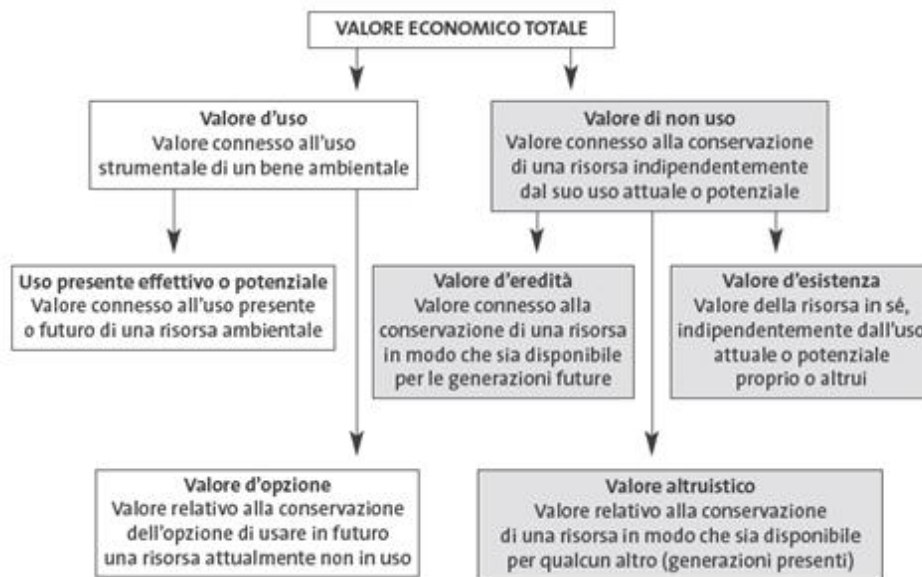 VALORE ECONOMICO TOTALE
Valore d'uso
Valore connesso all'uso
strumentale di un bene ambientale
Valore di non uso
Valore connesso alla conservazione
di una risorsa indipendentemente
dal suo uso attuale o potenziale
Uso presente effettivo o potenziale
Valore connesso all'uso presente
o futuro di una risorsa ambientale
Valore d'eredità
Valore connesso alla
conservazione di una risorsa
in modo che sia disponibile
per le generazioni future
Valore d'esistenza
Valore della risorsa in sé,
indipendentemente dall'uso
attuale o potenziale
proprio o altrui
Valore d'opzione
Valore relativo alla conservazione
dell'opzione di usare in futuro
una risorsa attualmente non in uso
Valore altruistico
Valore relativo alla conservazione
di una risorsa in modo che sia disponibile
per qualcun altro (generazioni presenti)